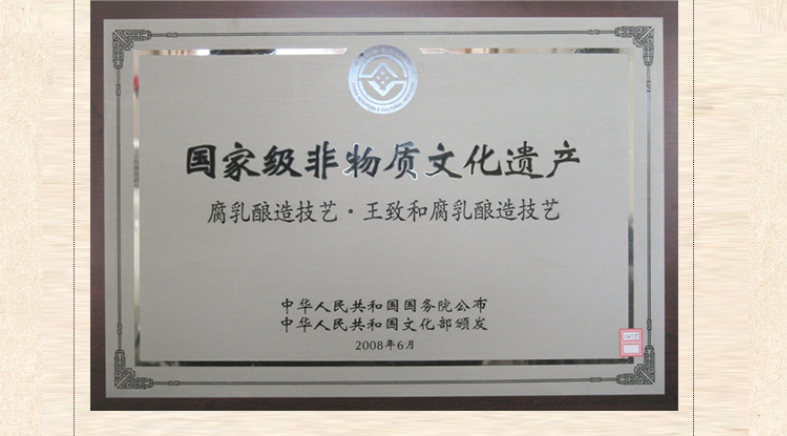 国家级非物质文化遗产
腐乳酿造技艺·王致和腐乳酿造技艺
中华人民共和国国务院公布
中华人民共和国文化部颁发
2008年6月